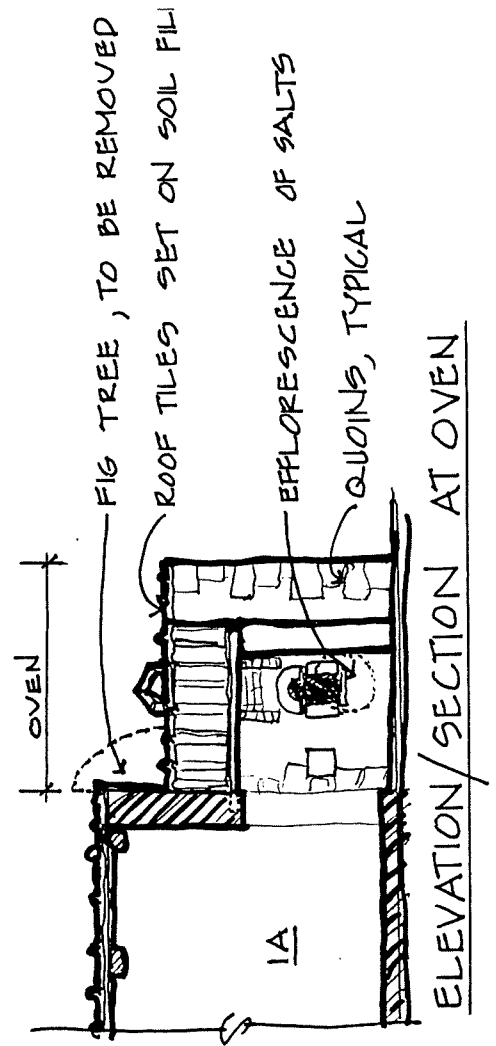 OVEN
FIG TREE, TO BE REMOVED
ROOF TILES SET ON SOIL FIL
EFFLORESCENCE OF SALTS
QUOINS, TYPICAL
1A
ELEVATION/SECTION AT OVEN